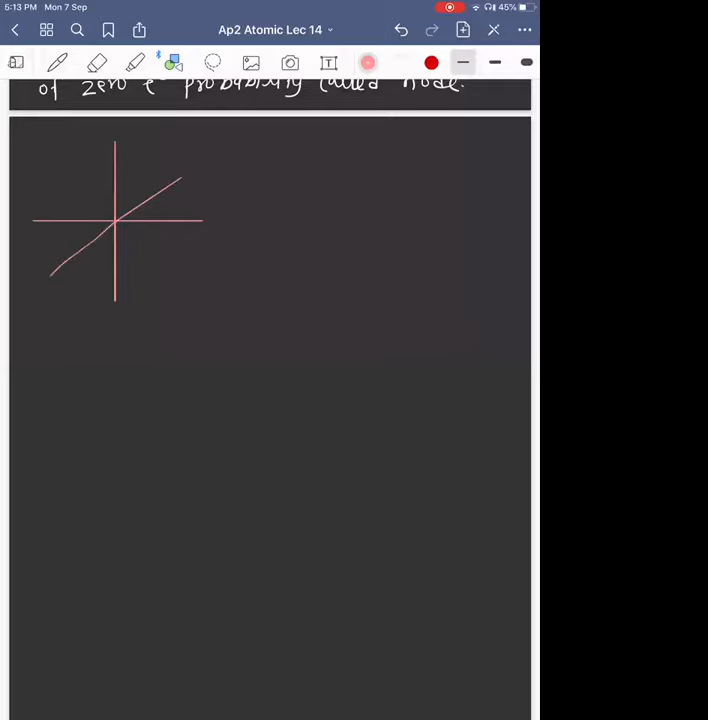 5:13 PM Mon 7 Sep
45%
Ap2 Atomic Lec 14
T
of zero e⁻ probability called node.